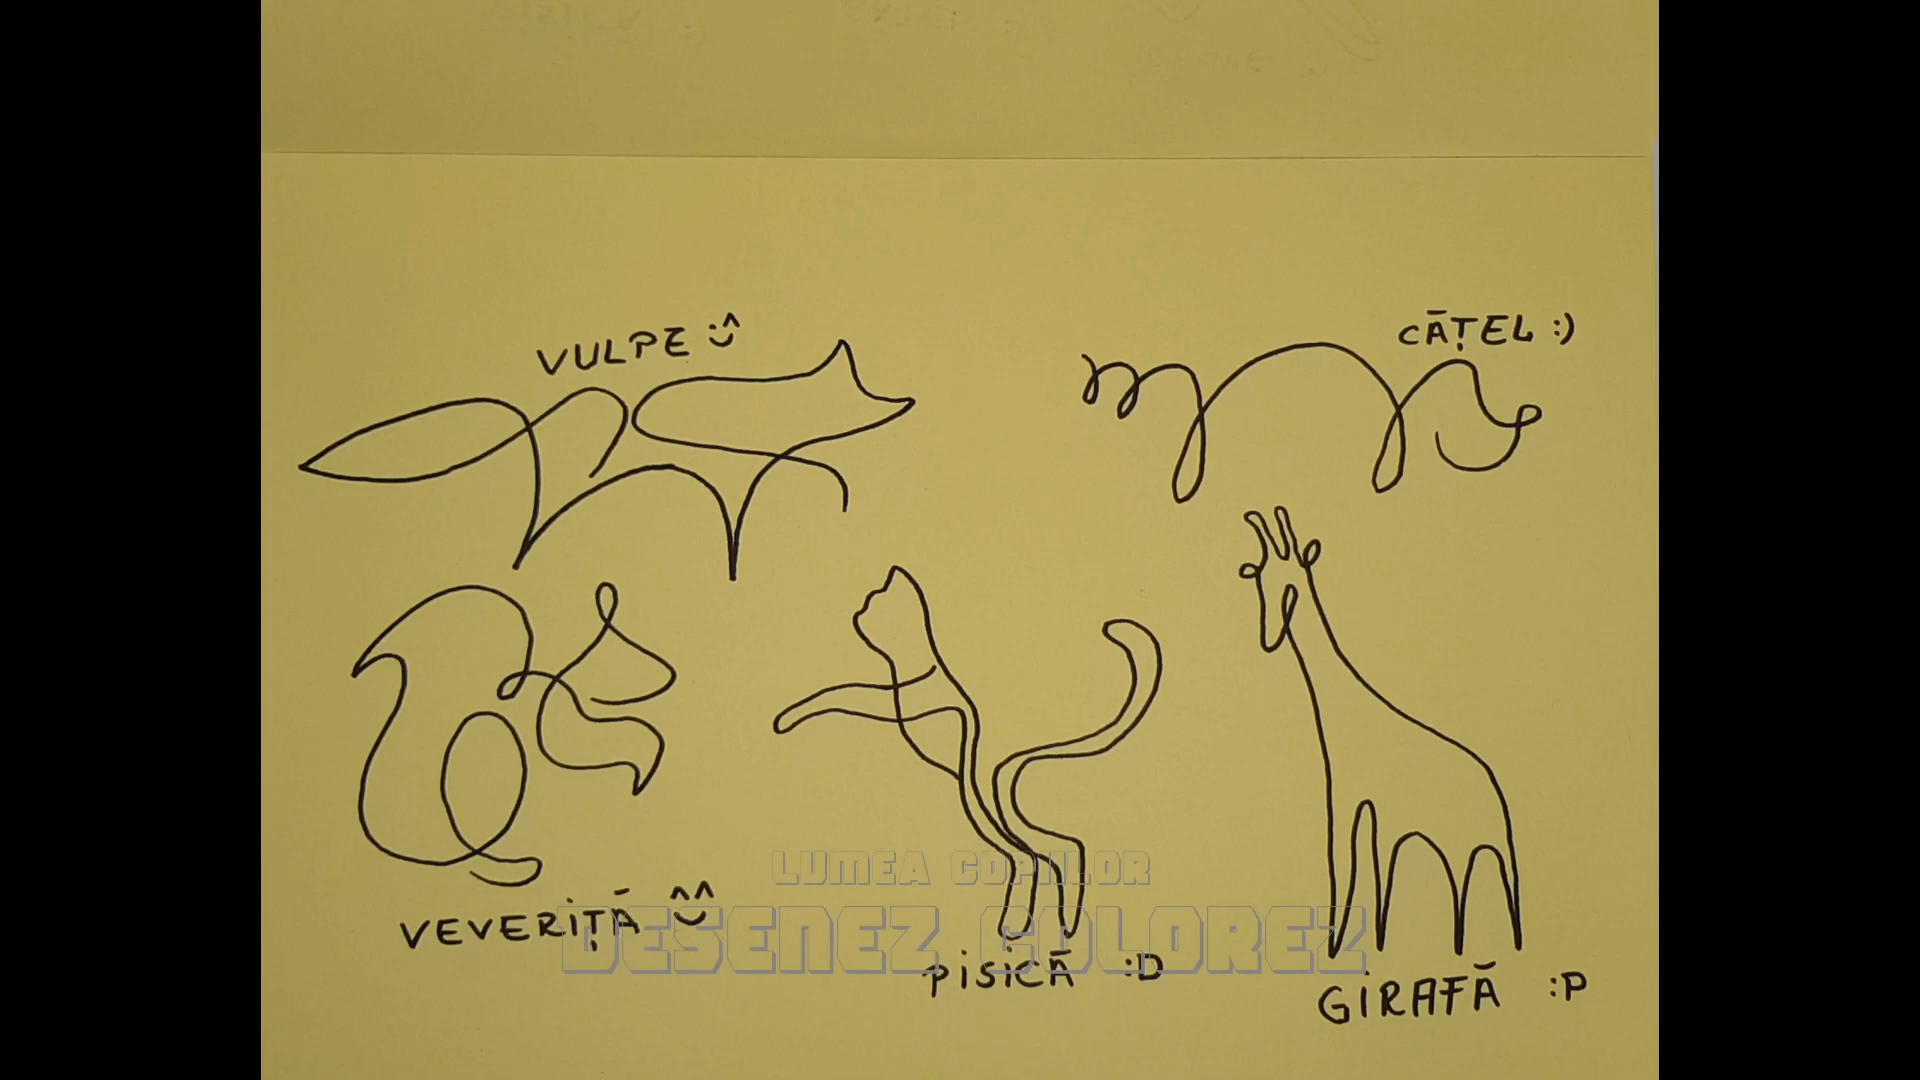 VULPE :^)
CĂȚEL :)
VEVERIȚĂ ^^
LUMEA COPIILOR
DESENEZ COLOREZ
PISICĂ :D
GIRAFĂ :P